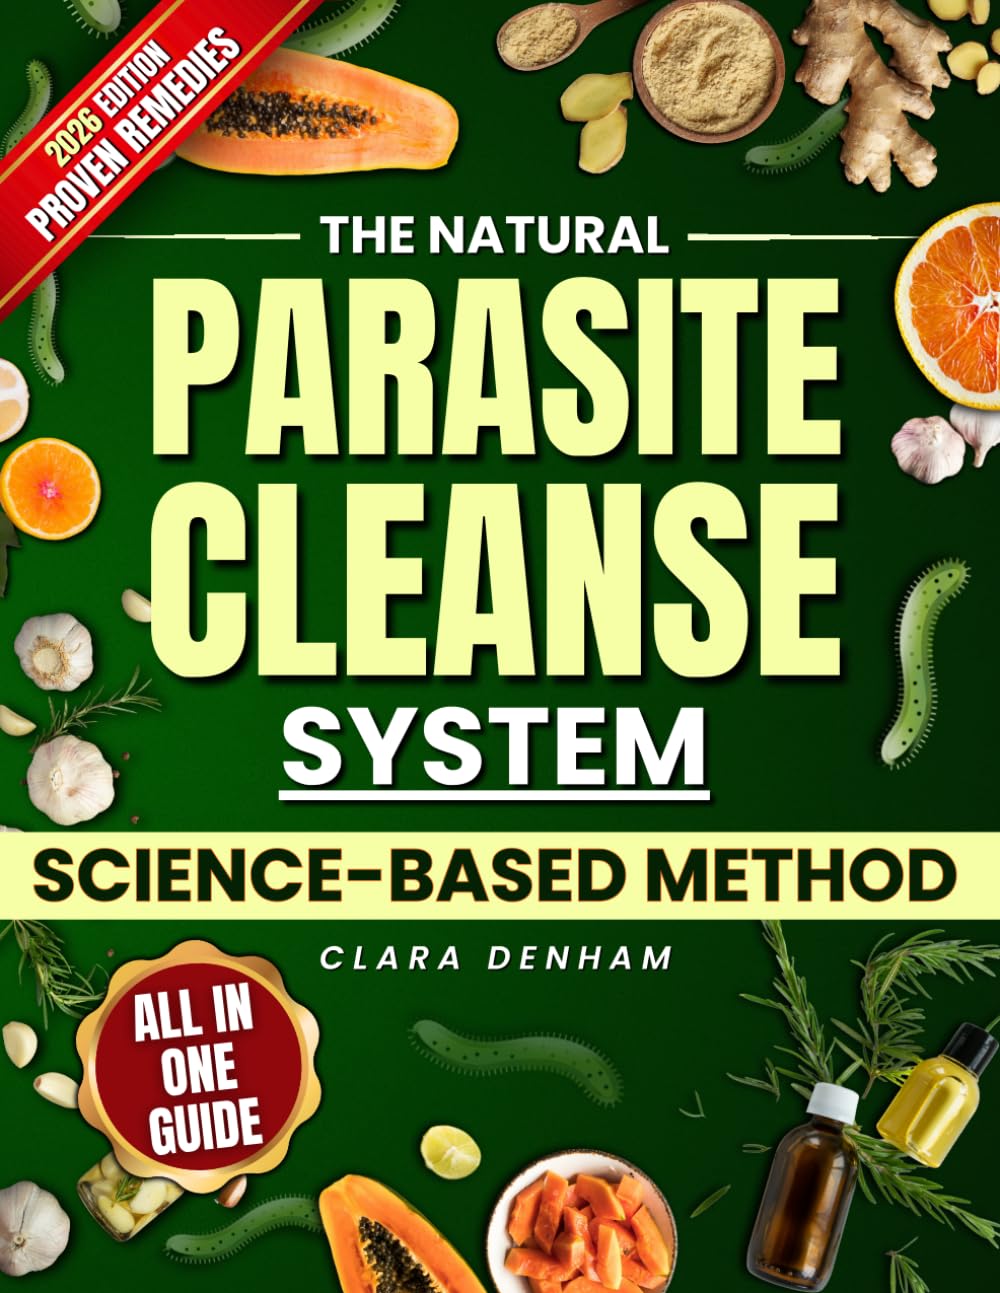 2026 EDITION
PROVEN REMEDIES
THE NATURAL
PARASITE
CLEANSE
SYSTEM
SCIENCE-BASED METHOD
CLARA DENHAM
ALL IN
ONE
GUIDE